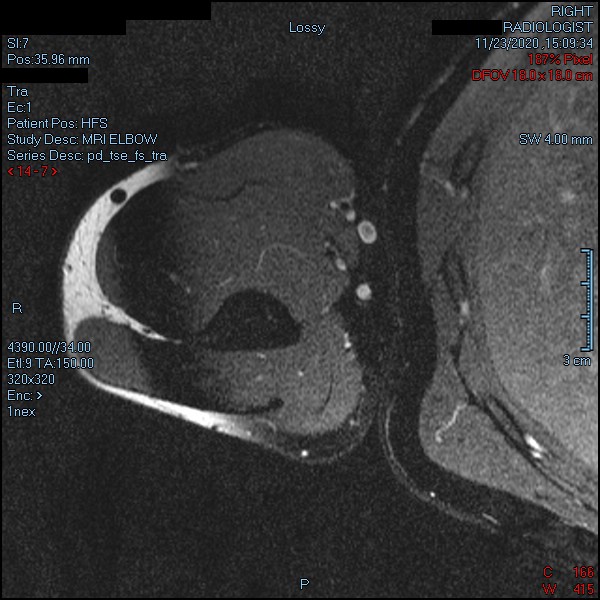 Lossy
RIGHT
RADIOLOGIST
SI:7
11/23/2020 ,15:09:34
Pos:35.96 mm
187% Pixel
DFOV 18.0 x 18.0 cm
Tra
Ec:1
Patient Pos: HFS
Study Desc: MRI ELBOW
SW 4.00 mm
Series Desc: pd_tse_fs_tra
< 14 - 7 >
R
4390.00//34.00
Etl:9 TA:150.00
320x320
Enc: >
1nex
3 cm
P
C 166
W 415